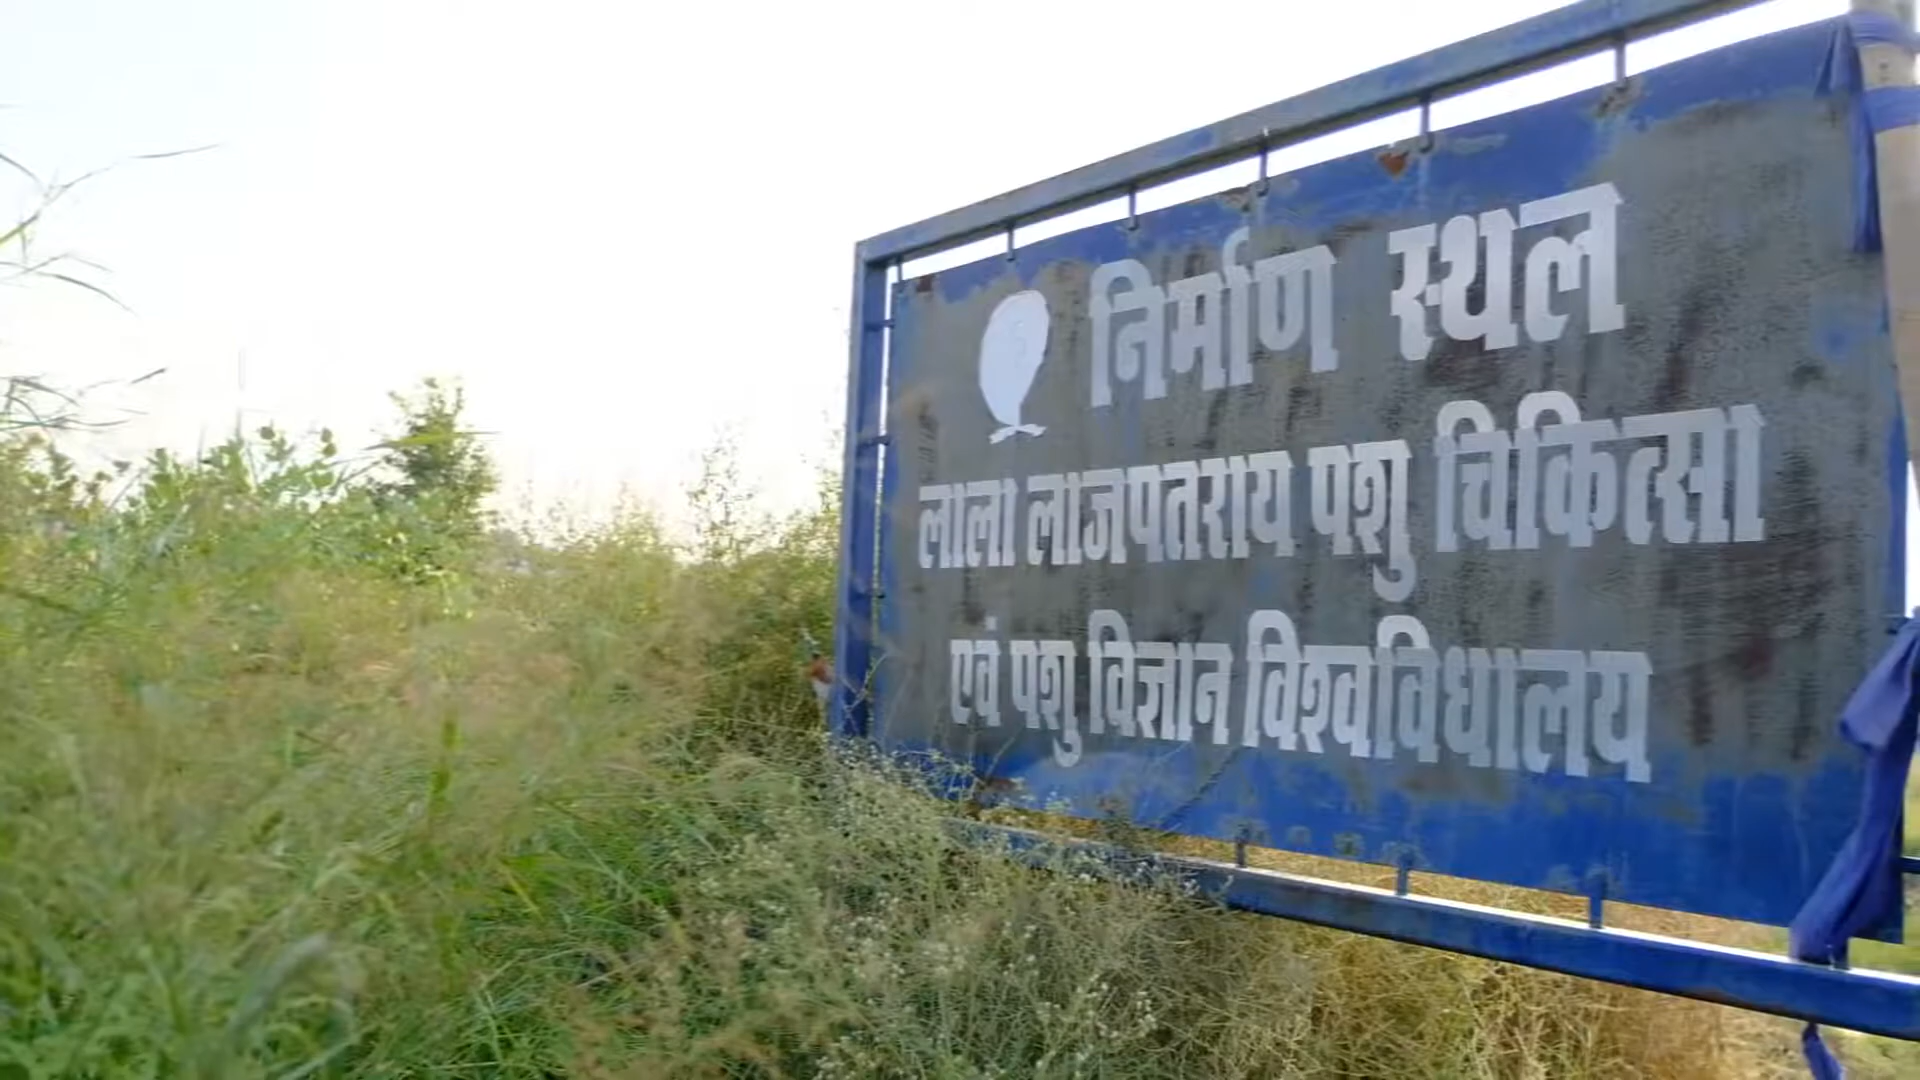 निर्माण स्थल
लाला लाजपतराय पशु चिकित्सा
एवं पशु विज्ञान विश्वविधालय